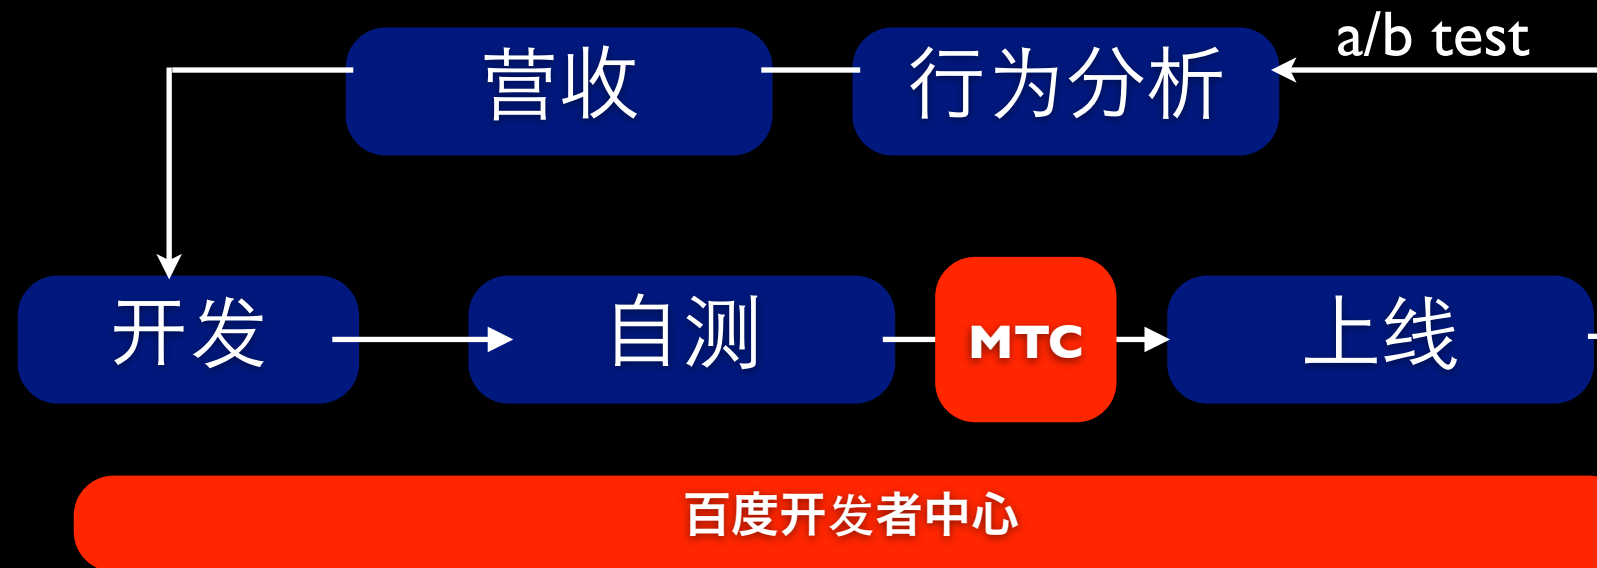 a/b test
营收
行为分析
开发
自测
MTC
上线
百度开发者中心